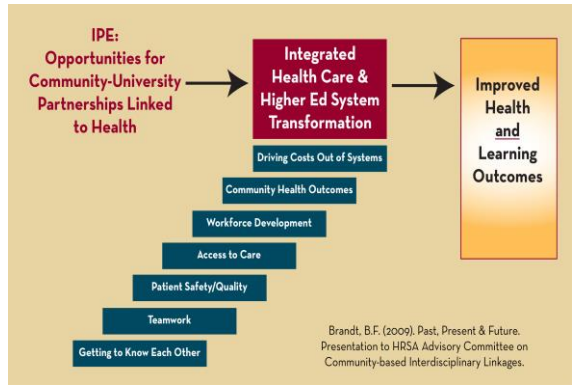 IPE:
Opportunities for
Community-University
Partnerships Linked
to Health
Integrated
Health Care &
Higher Ed System
Transformation
Improved
Health
and
Learning
Outcomes
Driving Costs Out of Systems
Community Health Outcomes
Workforce Development
Access to Care
Patient Safety/Quality
Teamwork
Getting to Know Each Other
Brandt, B.F. (2009). Past, Present & Future.
Presentation to HRSA Advisory Committee on
Community-based Interdisciplinary Linkages.